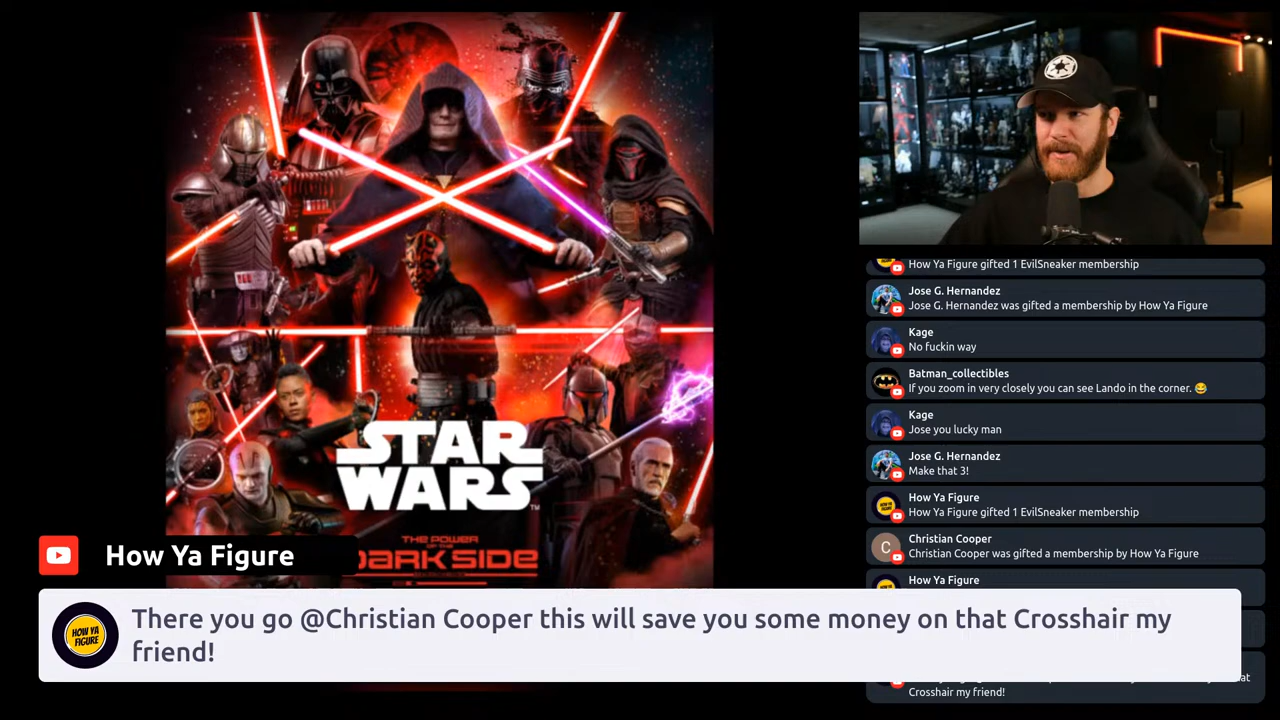 STAR
WARS
TM
THE POWER
OF THE
DARK SIDE
How Ya Figure
HOW YA
FIGURE
There you go @Christian Cooper this will save you some money on that Crosshair my
friend!
How Ya Figure gifted 1 EvilSneaker membership
Jose G. Hernandez
Jose G. Hernandez was gifted a membership by How Ya Figure
Kage
No fuckin way
Batman_collectibles
If you zoom in very closely you can see Lando in the corner. 😂
Kage
Jose you lucky man
Jose G. Hernandez
Make that 3!
How Ya Figure
How Ya Figure gifted 1 EvilSneaker membership
C
Christian Cooper
Christian Cooper was gifted a membership by How Ya Figure
How Ya Figure
Crosshair my friend!